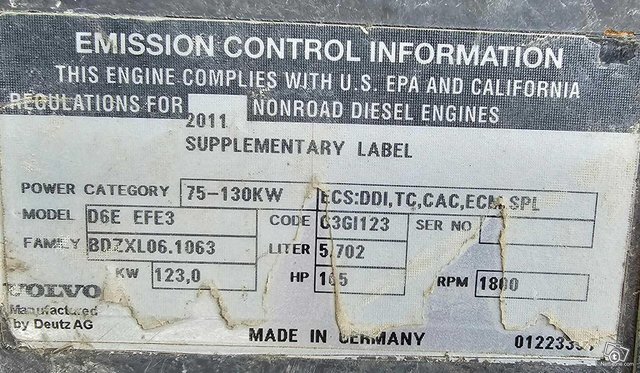 EMISSION CONTROL INFORMATION
THIS ENGINE COMPLIES WITH U.S. EPA AND CALIFORNIA
REGULATIONS FOR 2011 NONROAD DIESEL ENGINES
SUPPLEMENTARY LABEL
POWER CATEGORY 75-130KW ECS:DDI,TC,CAC,ECM,SPL
MODEL D6E EFE3 CODE C3GI123 SER NO
FAMILY BDZXL06.1063 LITER 5,702
KW 123,0 HP 165 RPM 1800
VOLVO
Manufactured
by Deutz AG
MADE IN GERMANY